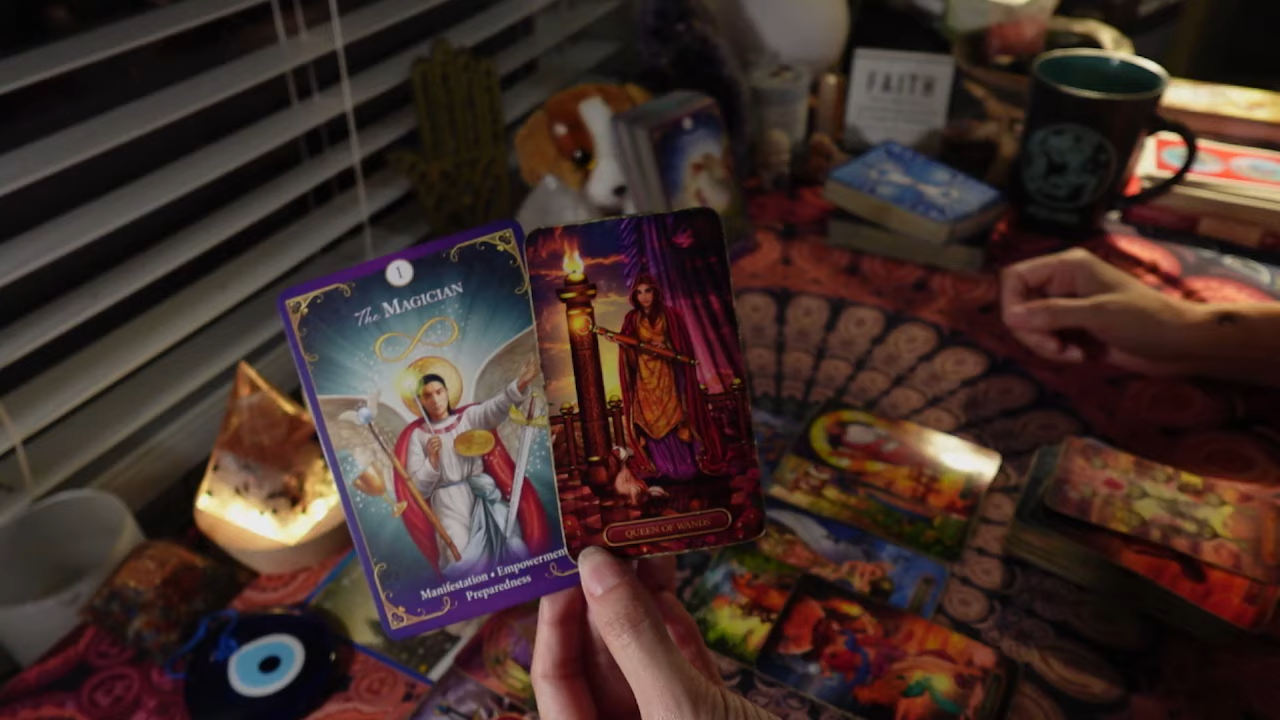 FAITH
1
The MAGICIAN
Manifestation • Empowerment
Preparedness
QUEEN OF WANDS